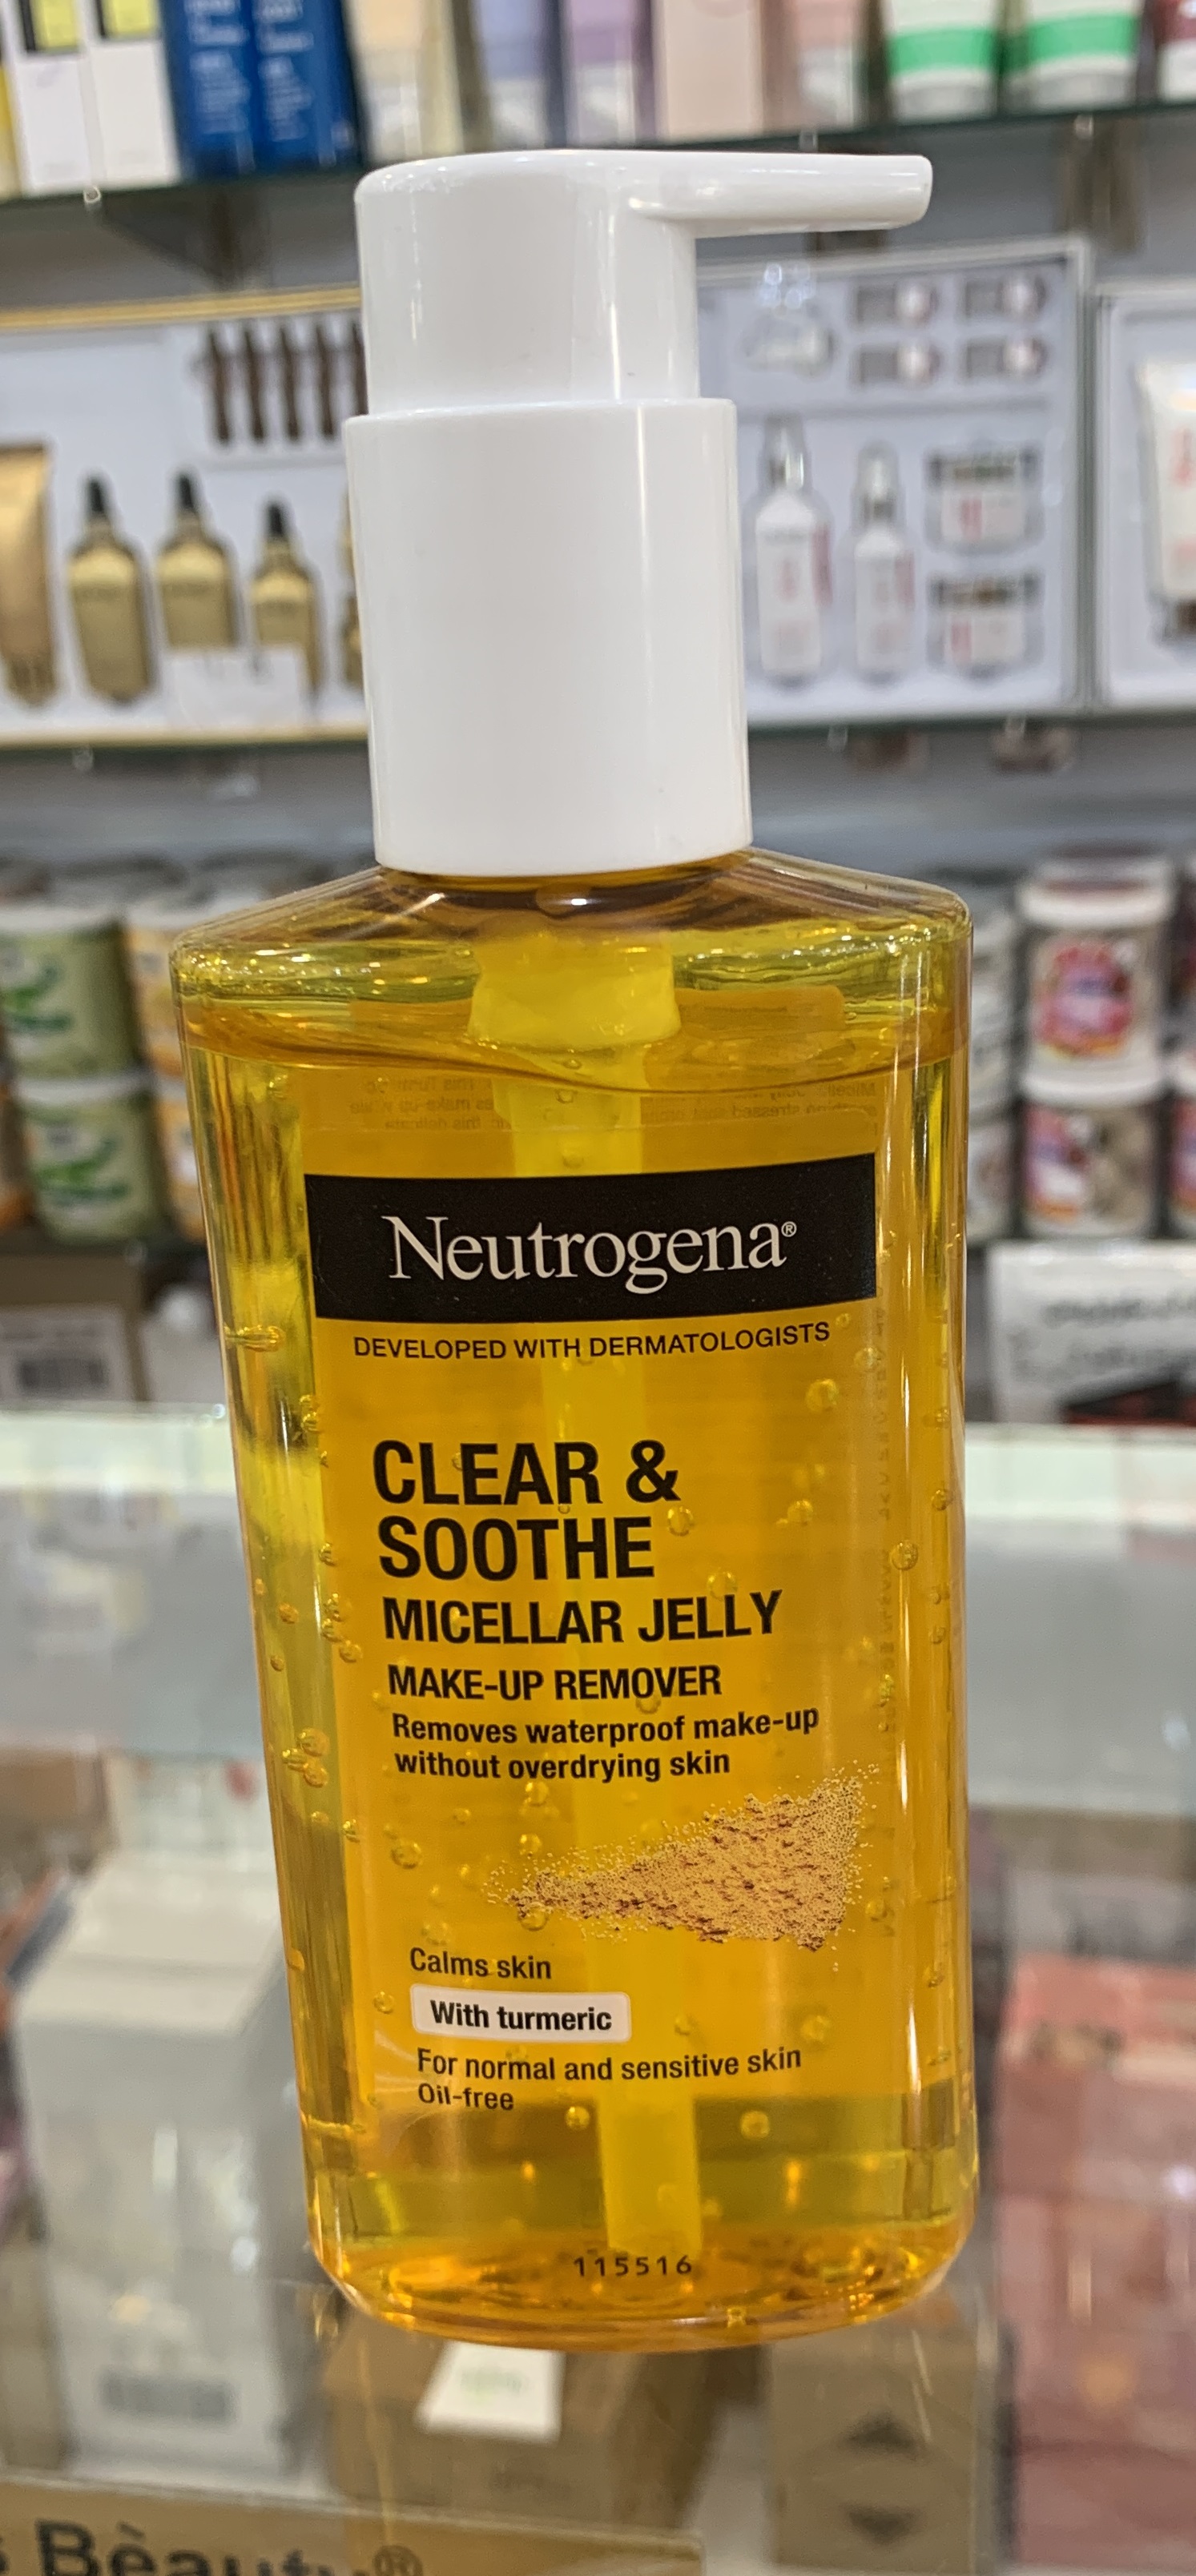 Neutrogena®
DEVELOPED WITH DERMATOLOGISTS
CLEAR &
SOOTHE
MICELLAR JELLY
MAKE-UP REMOVER
Removes waterproof make-up
without overdrying skin
Calms skin
With turmeric
For normal and sensitive skin
Oil-free
115516
Bèauty®